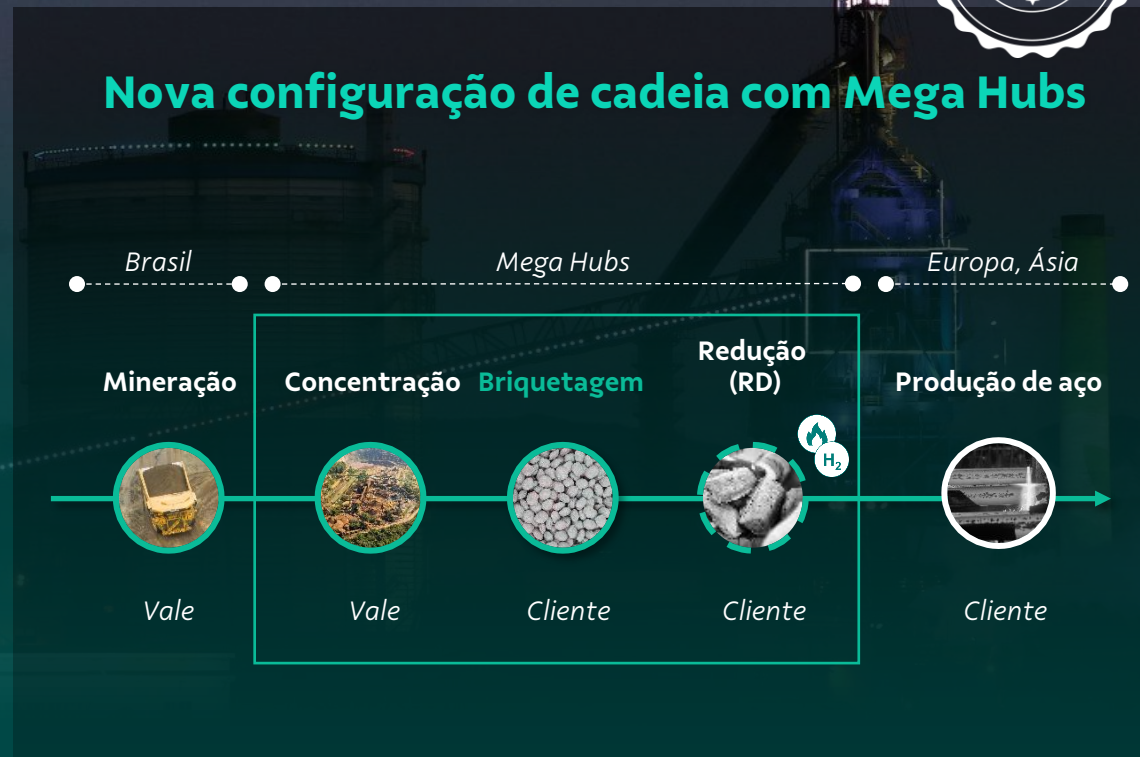 Nova configuração de cadeia com Mega Hubs
Brasil
Mega Hubs
Europa, Ásia
Mineração
Concentração
Briquetagem
Redução
(RD)
Produção de aço
H₂
Vale
Vale
Cliente
Cliente
Cliente